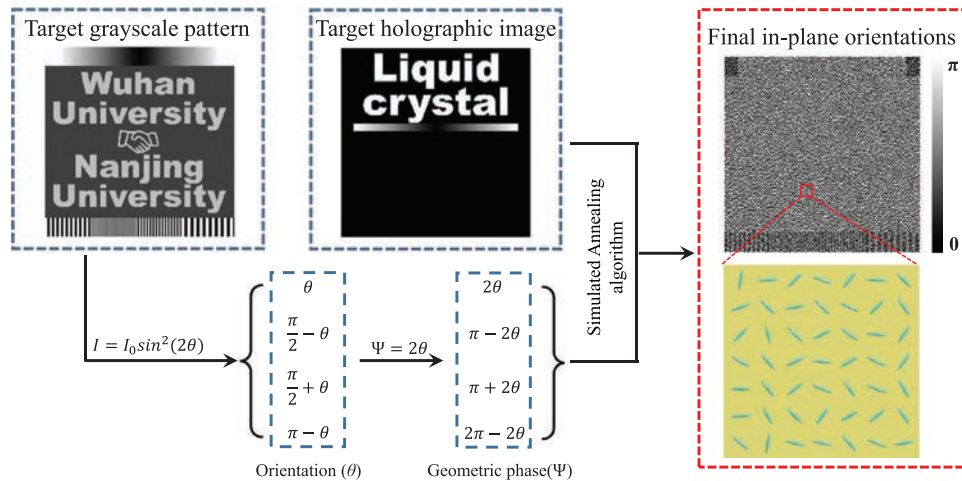 Target grayscale pattern
Wuhan
University
Nanjing
University
Target holographic image
Liquid
crystal
Final in-plane orientations
π
0
Simulated Annealing
algorithm
I = I₀sin²(2θ)
θ
π/2 − θ
π/2 + θ
π − θ
Orientation (θ)
Ψ = 2θ
2θ
π − 2θ
π + 2θ
2π − 2θ
Geometric phase(Ψ)